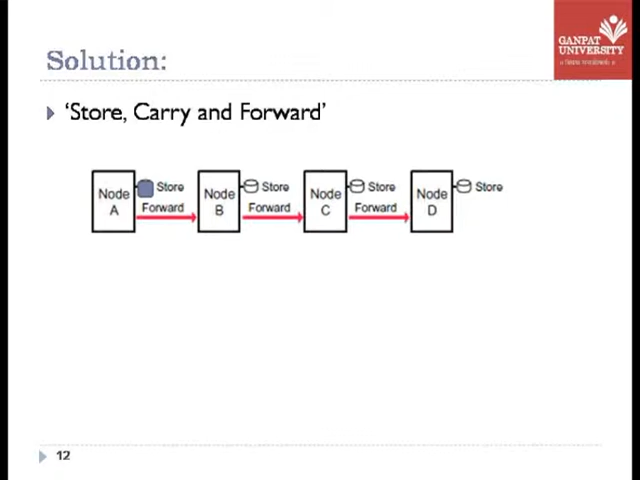 GANPAT
UNIVERSITY
Solution:
‘Store, Carry and Forward’
Node A Store Forward Node B Store Forward Node C Store Forward Node D Store
12